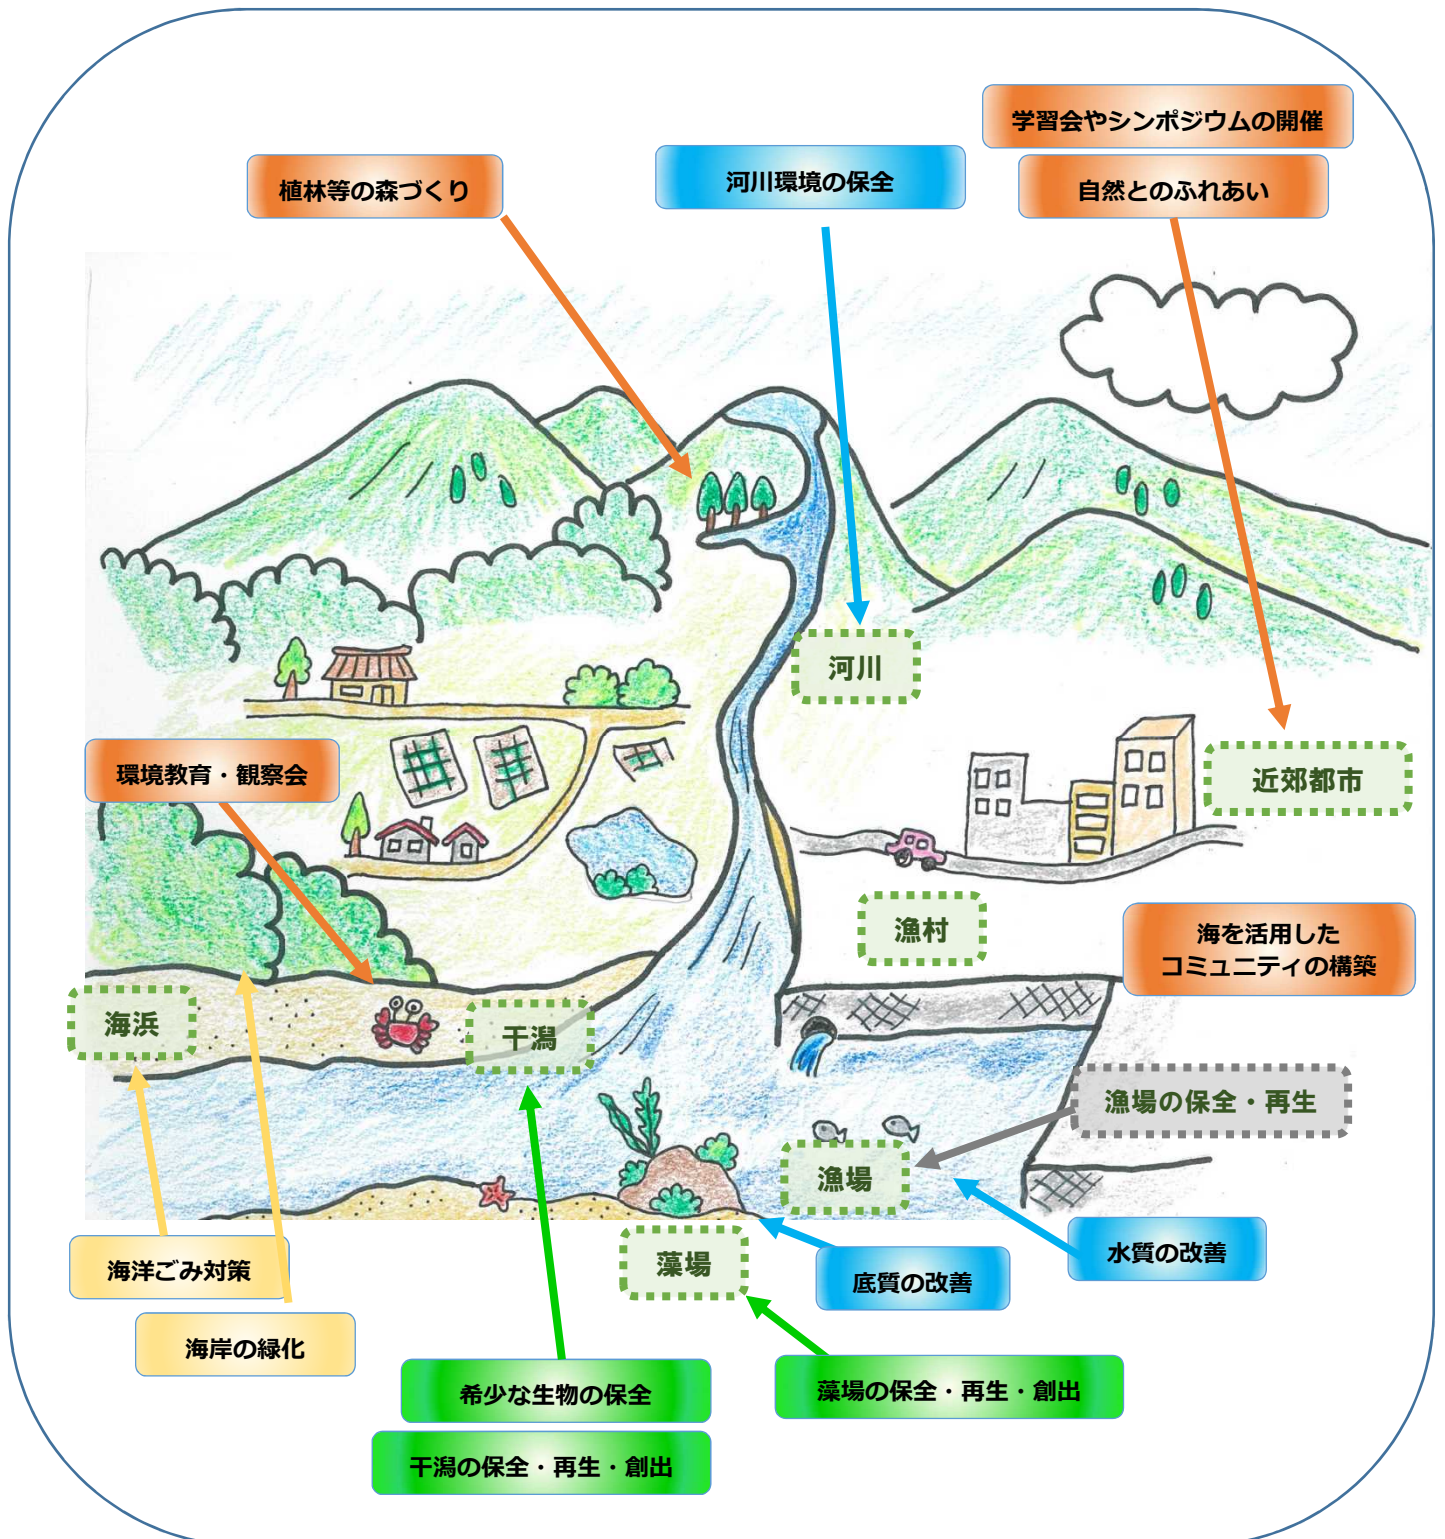 学習会やシンポジウムの開催
植林等の森づくり
河川環境の保全
自然とのふれあい
河川
環境教育・観察会
近郊都市
漁村
海を活用した
コミュニティの構築
海浜
干潟
漁場の保全・再生
漁場
藻場
水質の改善
海洋ごみ対策
底質の改善
海岸の緑化
希少な生物の保全
藻場の保全・再生・創出
干潟の保全・再生・創出